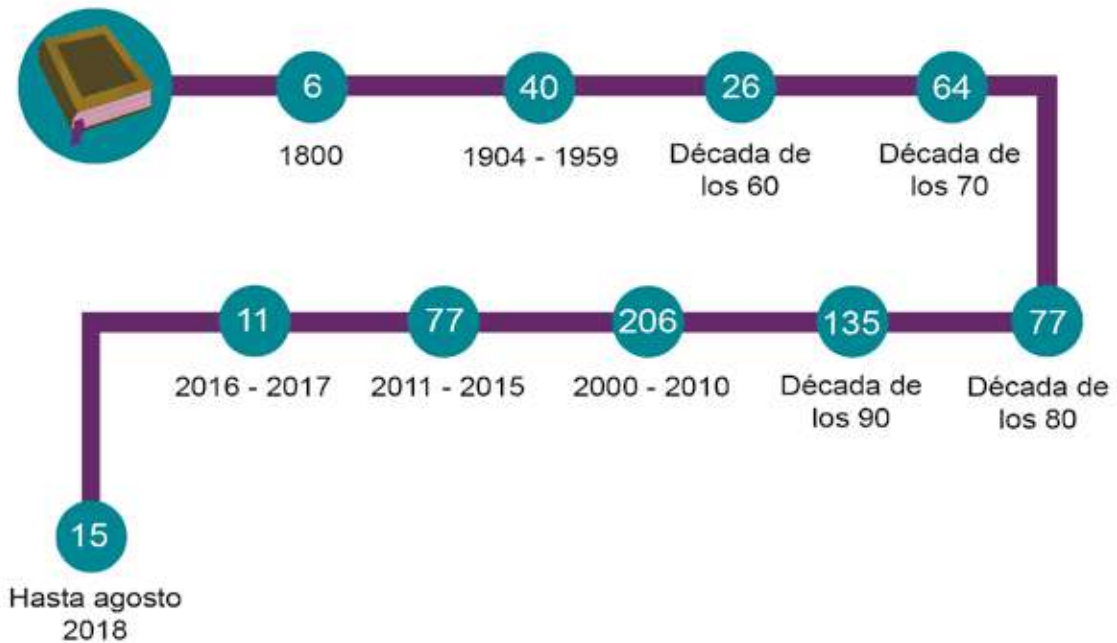 6
1800
40
1904 - 1959
26
Década de
los 60
64
Década de
los 70
77
Década de
los 80
135
Década de
los 90
206
2000 - 2010
77
2011 - 2015
11
2016 - 2017
15
Hasta agosto
2018